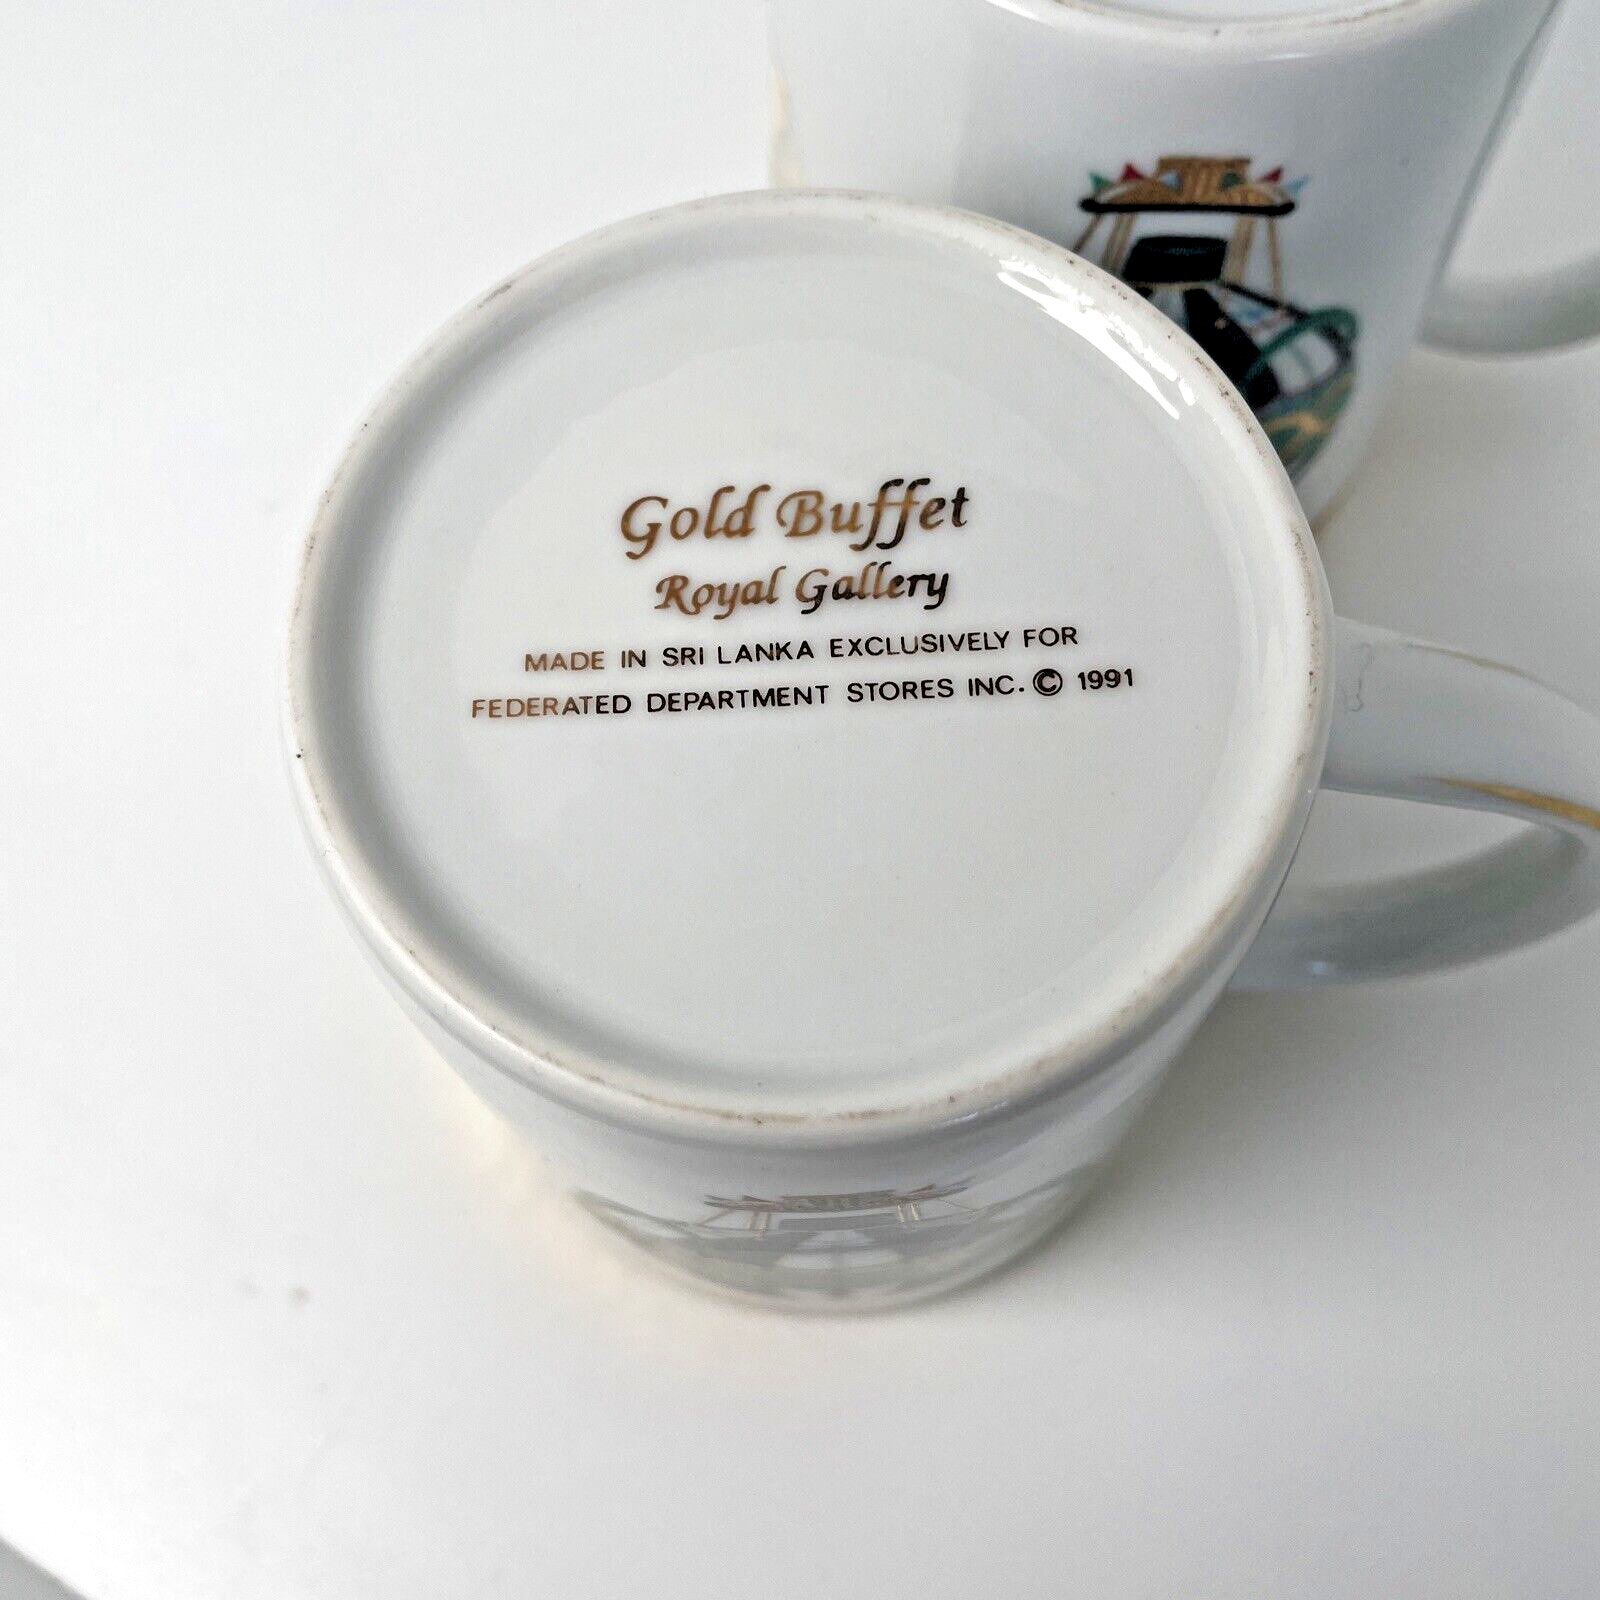 Gold Buffet
Royal Gallery
MADE IN SRI LANKA EXCLUSIVELY FOR
FEDERATED DEPARTMENT STORES INC. © 1991